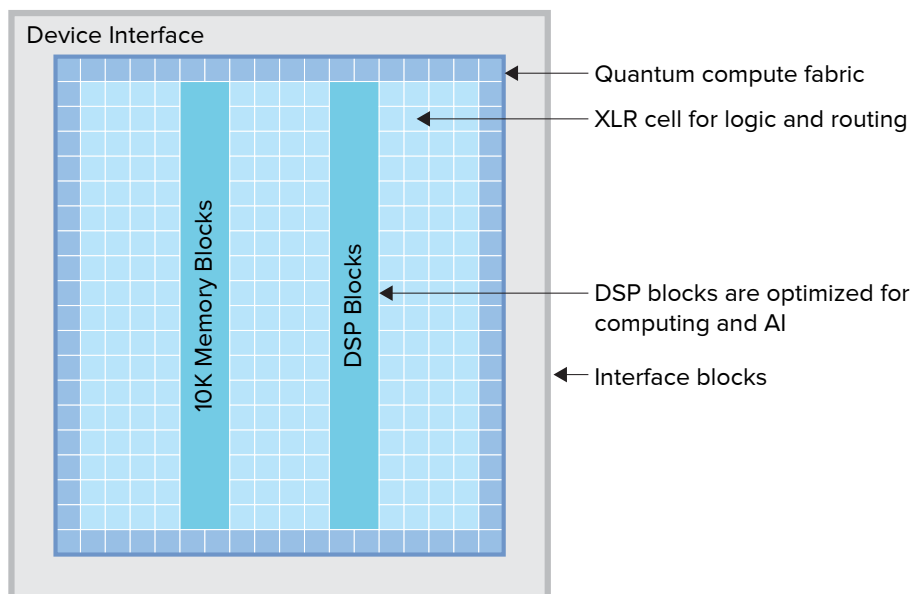 Device Interface
Quantum compute fabric
XLR cell for logic and routing
10K Memory Blocks
DSP Blocks
DSP blocks are optimized for
computing and AI
Interface blocks